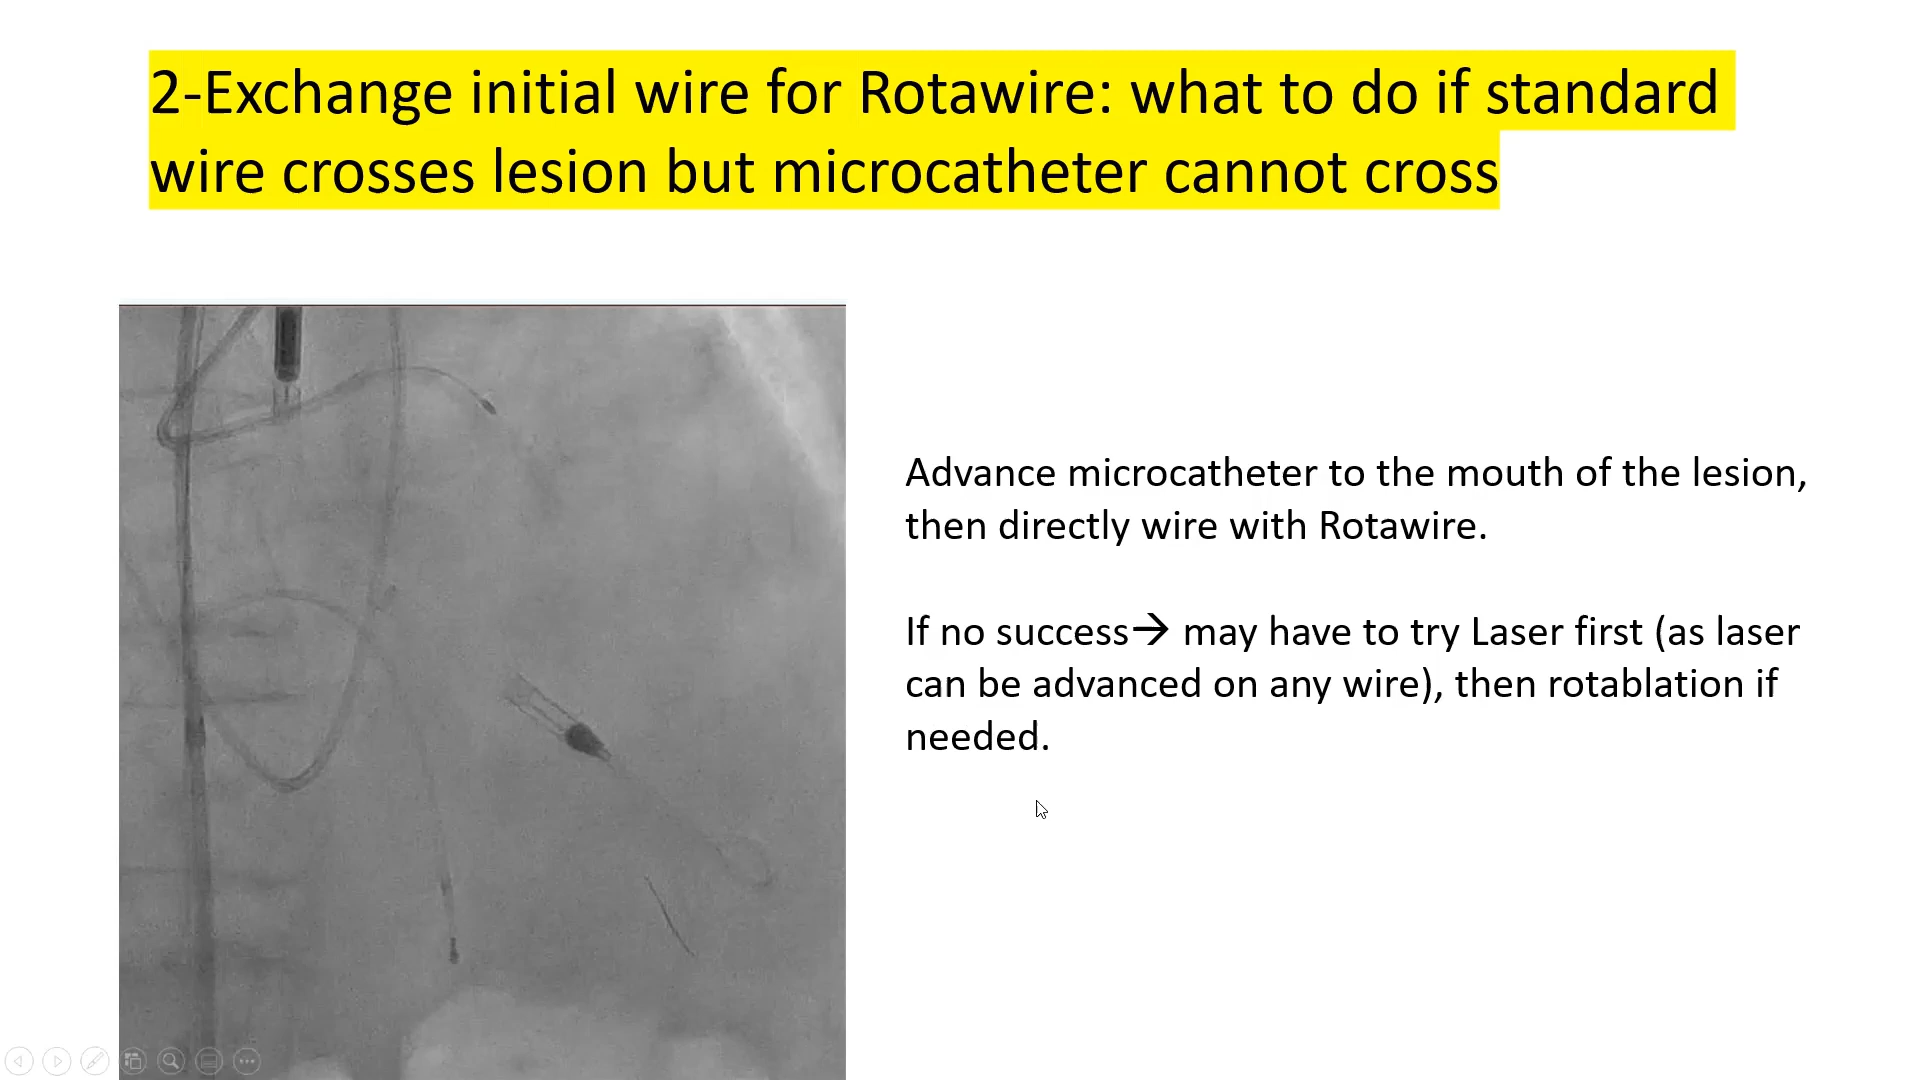 2-Exchange initial wire for Rotawire: what to do if standard
wire crosses lesion but microcatheter cannot cross
Advance microcatheter to the mouth of the lesion,
then directly wire with Rotawire.
If no success→ may have to try Laser first (as laser
can be advanced on any wire), then rotablation if
needed.